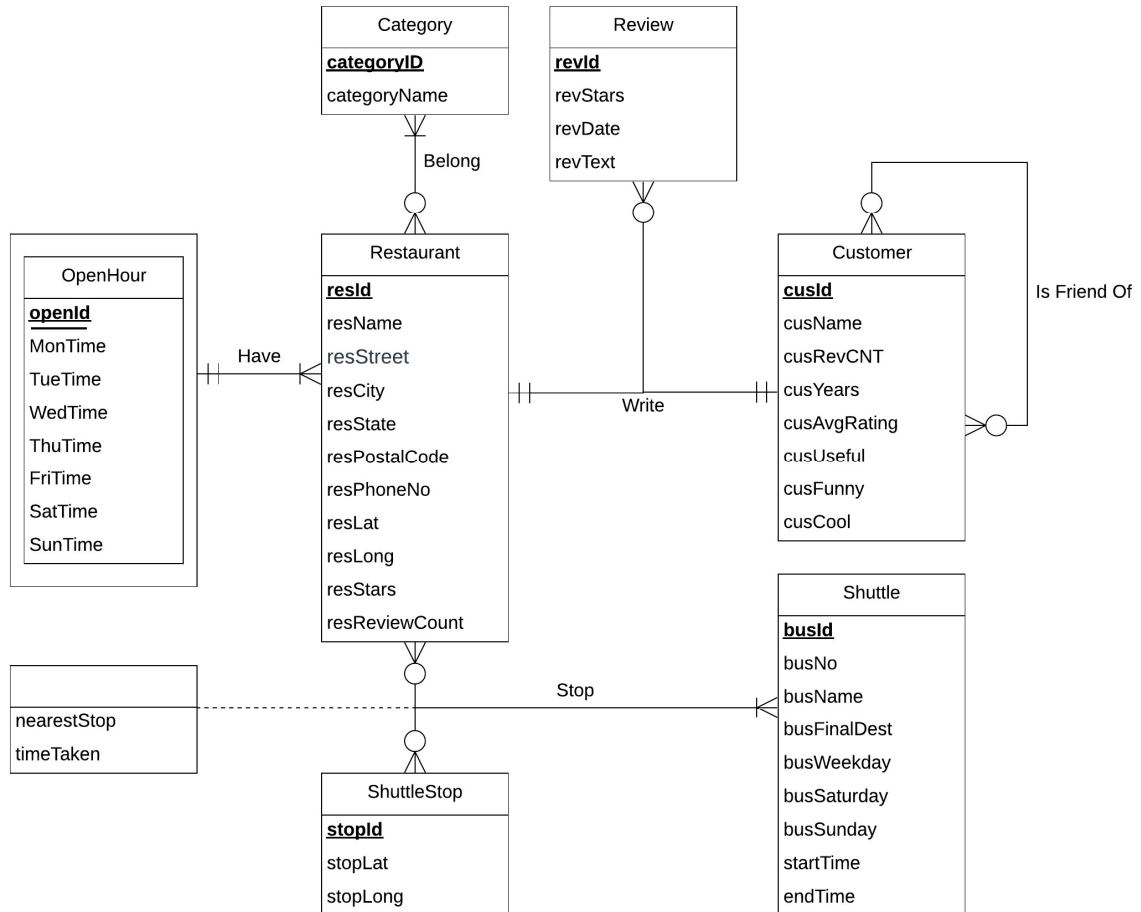 Category
categoryID
categoryName
Belong
Review
revId
revStars
revDate
revText
OpenHour
openId
MonTime
TueTime
WedTime
ThuTime
FriTime
SatTime
SunTime
Have
Restaurant
resId
resName
resStreet
resCity
resState
resPostalCode
resPhoneNo
resLat
resLong
resStars
resReviewCount
Write
Customer
cusId
cusName
cusRevCNT
cusYears
cusAvgRating
cusUseful
cusFunny
cusCool
Is Friend Of
nearestStop
timeTaken
Stop
ShuttleStop
stopId
stopLat
stopLong
Shuttle
busId
busNo
busName
busFinalDest
busWeekday
busSaturday
busSunday
startTime
endTime